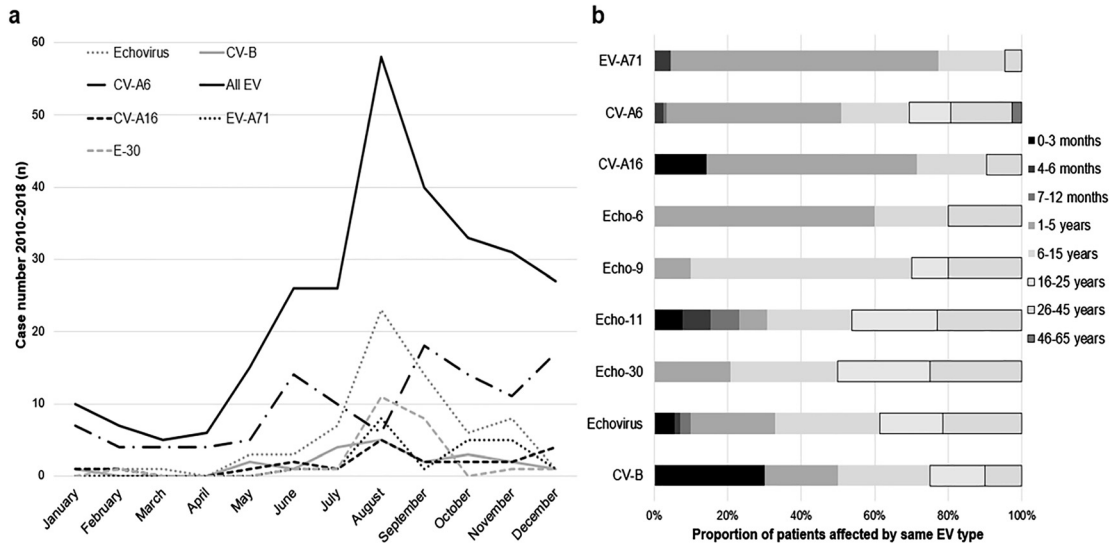 a
Case number 2010-2018 (n)
60
50
40
30
20
10
0
Echovirus
CV-B
CV-A6
All EV
CV-A16
EV-A71
E-30
January
February
March
April
May
June
July
August
September
October
November
December
b
EV-A71
CV-A6
CV-A16
Echo-6
Echo-9
Echo-11
Echo-30
Echovirus
CV-B
0%
20%
40%
60%
80%
100%
Proportion of patients affected by same EV type
0-3 months
4-6 months
7-12 months
1-5 years
6-15 years
16-25 years
26-45 years
46-65 years